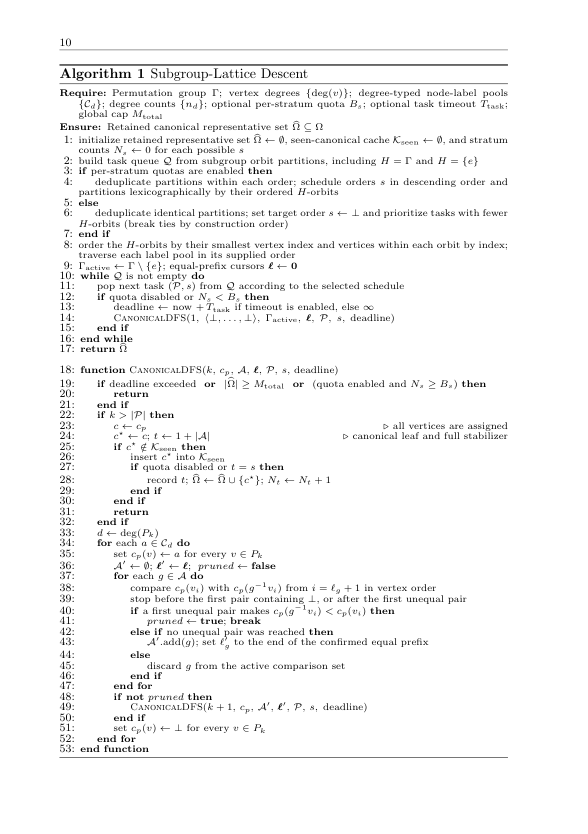 10
Algorithm 1 Subgroup-Lattice Descent
Require: Permutation group Γ; vertex degrees {deg(v)}; degree-typed node-label pools
{𝒞_d}; degree counts {n_d}; optional per-stratum quota B_s; optional task timeout T_task;
global cap M_total
Ensure: Retained canonical representative set Ω̂ ⊆ Ω
1: initialize retained representative set Ω̂ ← ∅, seen-canonical cache 𝒦_seen ← ∅, and stratum
counts N_s ← 0 for each possible s
2: build task queue 𝒬 from subgroup orbit partitions, including H = Γ and H = {e}
3: if per-stratum quotas are enabled then
4: deduplicate partitions within each order; schedule orders s in descending order and
partitions lexicographically by their ordered H-orbits
5: else
6: deduplicate identical partitions; set target order s ← ⊥ and prioritize tasks with fewer
H-orbits (break ties by construction order)
7: end if
8: order the H-orbits by their smallest vertex index and vertices within each orbit by index;
traverse each label pool in its supplied order
9: Γ_active ← Γ \ {e}; equal-prefix cursors ℓ ← 0
10: while 𝒬 is not empty do
11: pop next task (𝒫, s) from 𝒬 according to the selected schedule
12: if quota disabled or N_s < B_s then
13: deadline ← now + T_task if timeout is enabled, else ∞
14: CanonicalDFS(1, ⟨⊥, . . . , ⊥⟩, Γ_active, ℓ, 𝒫, s, deadline)
15: end if
16: end while
17: return Ω̂
18: function CanonicalDFS(k, c_p, 𝒜, ℓ, 𝒫, s, deadline)
19: if deadline exceeded or |Ω̂| ≥ M_total or (quota enabled and N_s ≥ B_s) then
20: return
21: end if
22: if k > |𝒫| then
23: c ← c_p ▷ all vertices are assigned
24: c⋆ ← c; t ← 1 + |𝒜| ▷ canonical leaf and full stabilizer
25: if c⋆ ∉ 𝒦_seen then
26: insert c⋆ into 𝒦_seen
27: if quota disabled or t = s then
28: record t; Ω̂ ← Ω̂ ∪ {c⋆}; N_t ← N_t + 1
29: end if
30: end if
31: return
32: end if
33: d ← deg(P_k)
34: for each a ∈ 𝒞_d do
35: set c_p(v) ← a for every v ∈ P_k
36: 𝒜′ ← ∅; ℓ′ ← ℓ; pruned ← false
37: for each g ∈ 𝒜 do
38: compare c_p(v_i) with c_p(g⁻¹v_i) from i = ℓ_g + 1 in vertex order
39: stop before the first pair containing ⊥, or after the first unequal pair
40: if a first unequal pair makes c_p(g⁻¹v_i) < c_p(v_i) then
41: pruned ← true; break
42: else if no unequal pair was reached then
43: 𝒜′.add(g); set ℓ′_g to the end of the confirmed equal prefix
44: else
45: discard g from the active comparison set
46: end if
47: end for
48: if not pruned then
49: CanonicalDFS(k + 1, c_p, 𝒜′, ℓ′, 𝒫, s, deadline)
50: end if
51: set c_p(v) ← ⊥ for every v ∈ P_k
52: end for
53: end function